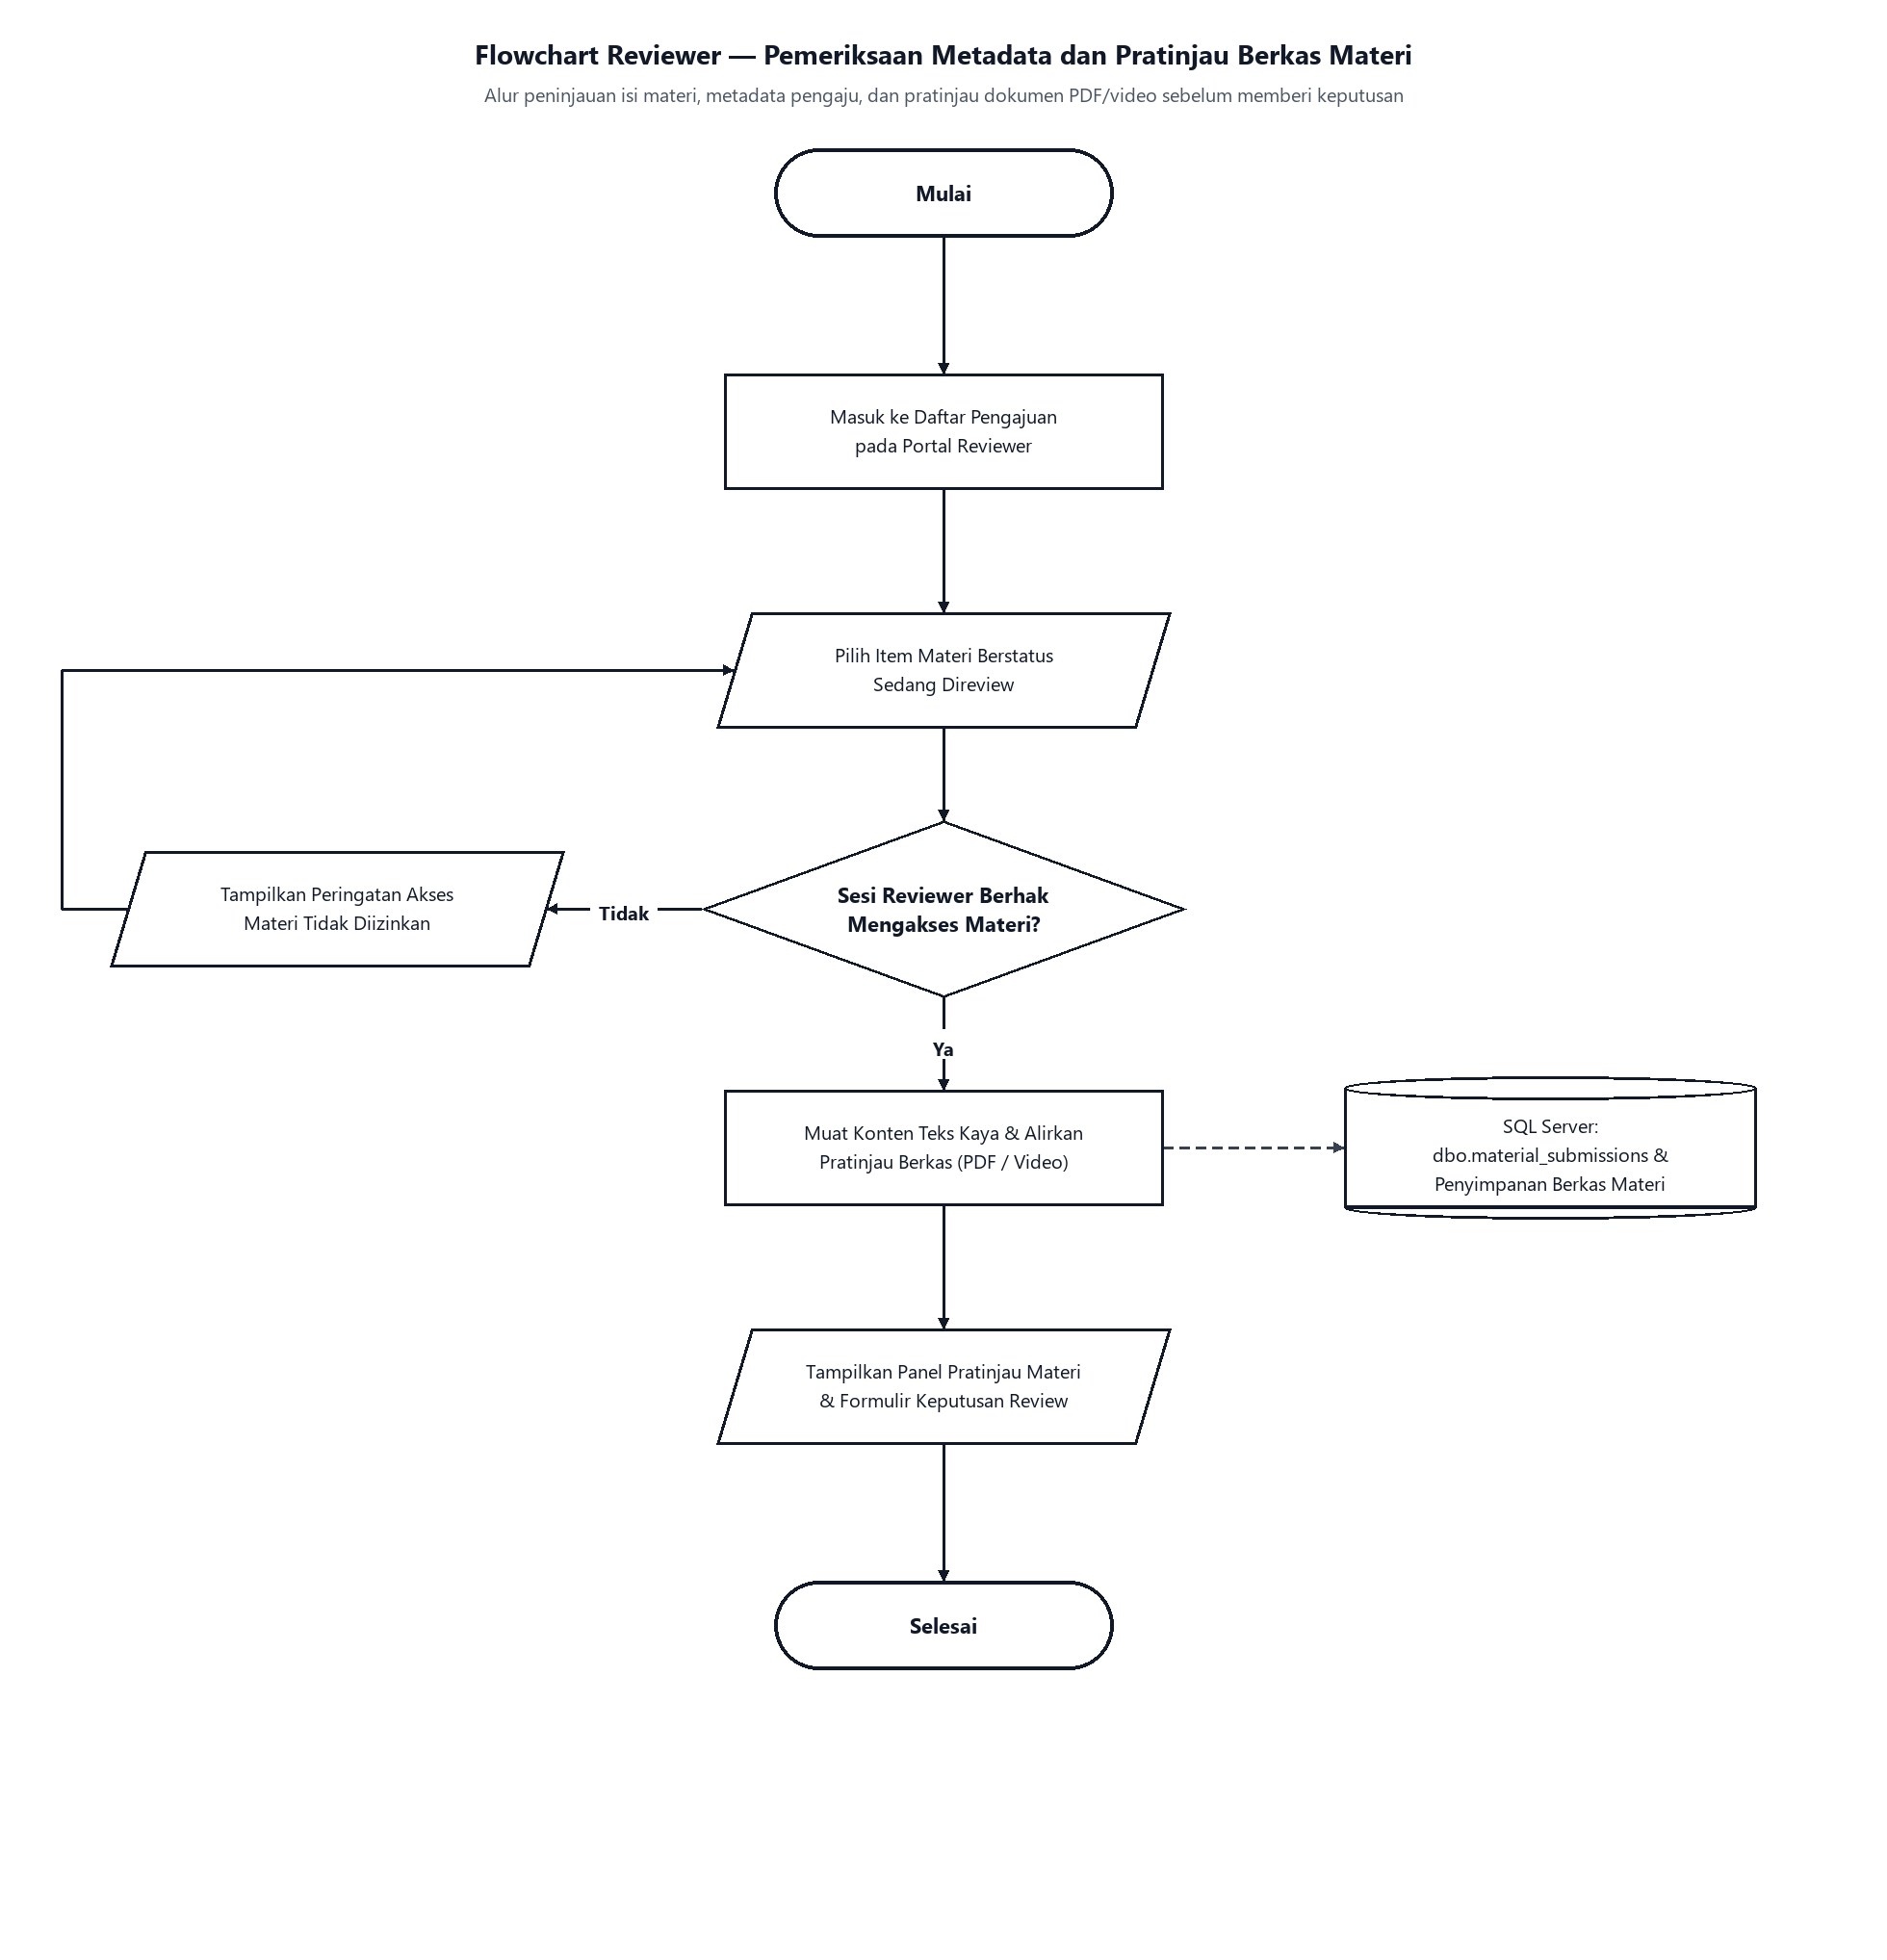 Flowchart Reviewer — Pemeriksaan Metadata dan Pratinjau Berkas Materi
Alur peninjauan isi materi, metadata pengaju, dan pratinjau dokumen PDF/video sebelum memberi keputusan
Mulai
Masuk ke Daftar Pengajuan
pada Portal Reviewer
Pilih Item Materi Berstatus
Sedang Direview
Tampilkan Peringatan Akses
Materi Tidak Diizinkan
Tidak
Sesi Reviewer Berhak
Mengakses Materi?
Ya
Muat Konten Teks Kaya & Alirkan
Pratinjau Berkas (PDF / Video)
SQL Server:
dbo.material_submissions &
Penyimpanan Berkas Materi
Tampilkan Panel Pratinjau Materi
& Formulir Keputusan Review
Selesai